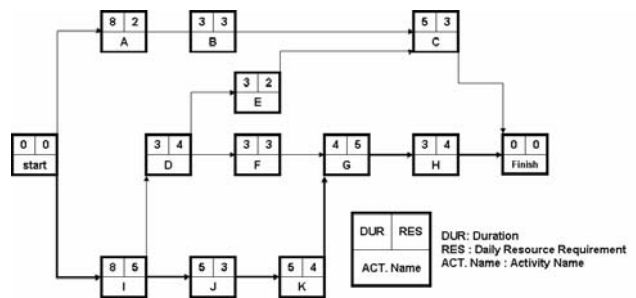 8 2
A
3 3
B
5 3
C
3 2
E
0 0
start
3 4
D
3 3
F
4 5
G
3 4
H
0 0
Finish
8 5
I
5 3
J
5 4
K
DUR RES
ACT. Name
DUR: Duration
RES : Daily Resource Requirement
ACT. Name : Activity Name